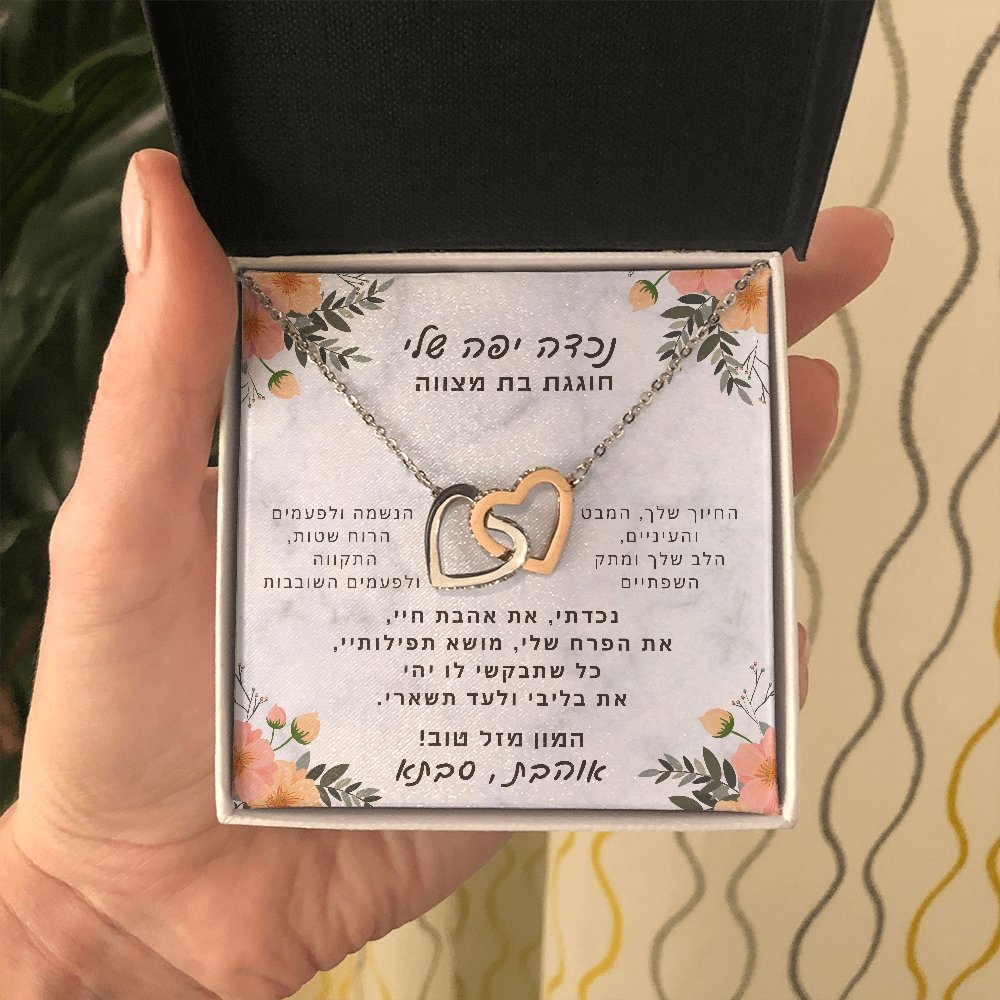 נכדה יפה שלי
חוגגת בת מצווה
החיוך שלך, המבט
והעיניים,
הלב שלך ומתק
השפתיים
הנשמה ולפעמים
הרוח שטות,
התקווה
ולפעמים השובבות
נכדתי, את אהבת חיי,
את הפרח שלי, מושא תפילותיי,
כל שתבקשי לו יהי
את בליבי ולעד תשארי.
המון מזל טוב!
אוהבת, סבתא